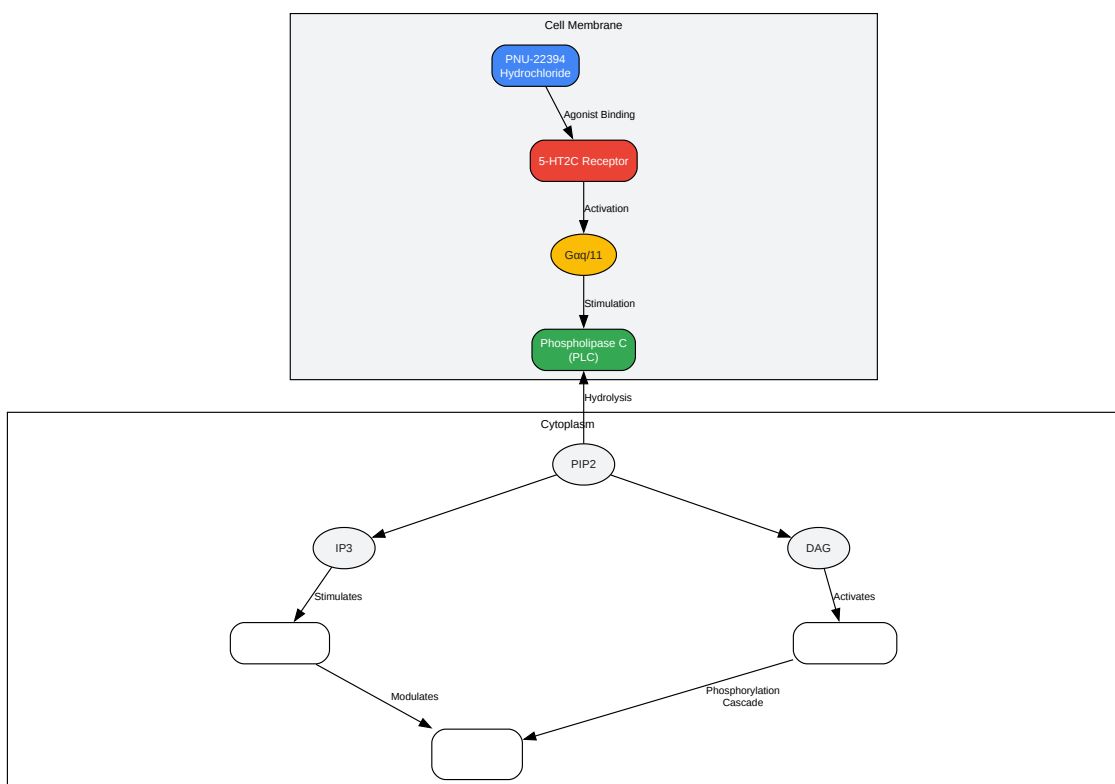 Cell Membrane
PNU-22394
Hydrochloride
Agonist Binding
5-HT2C Receptor
Activation
Gαq/11
Stimulation
Phospholipase C
(PLC)
Hydrolysis
Cytoplasm
PIP2
IP3
DAG
Stimulates
Activates
Modulates
Phosphorylation
Cascade